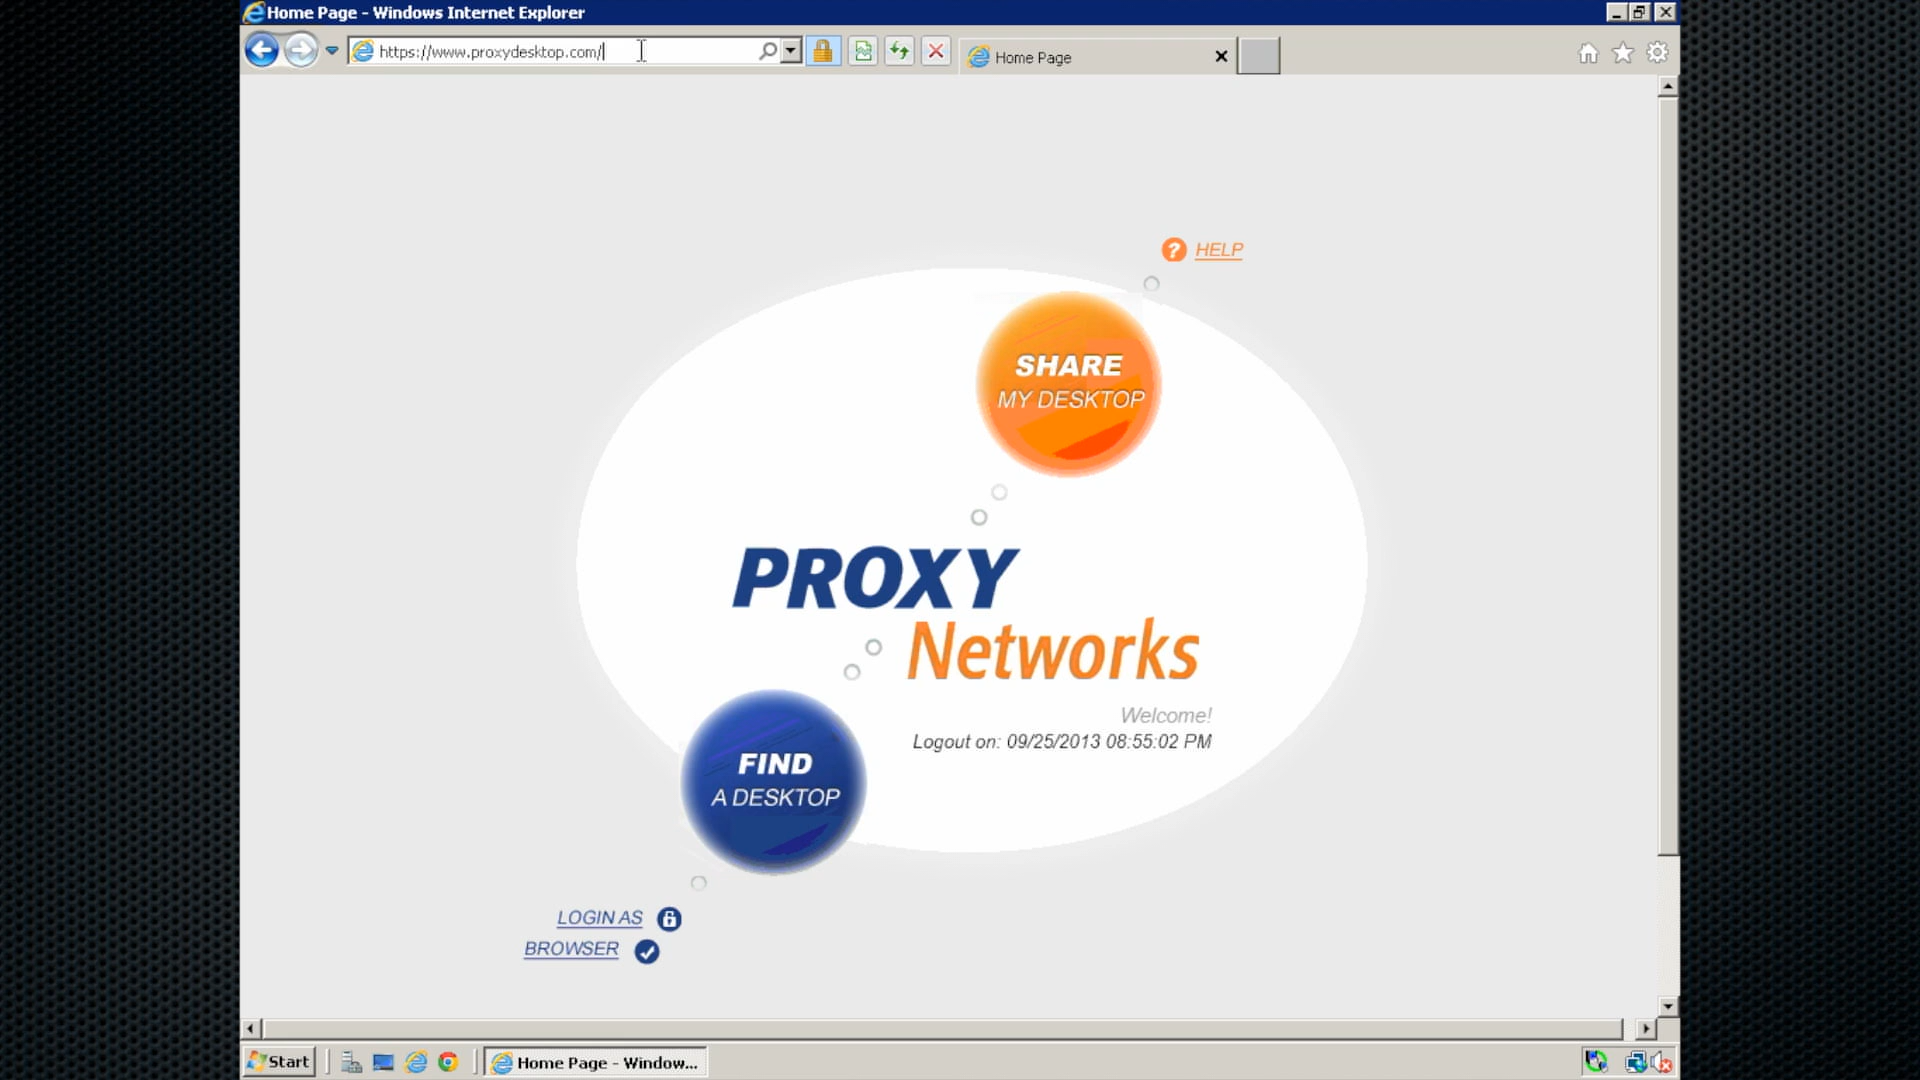 Home Page - Windows Internet Explorer
https://www.proxydesktop.com/
Home Page
? HELP
SHARE
MY DESKTOP
PROXY
Networks
Welcome!
Logout on: 09/25/2013 08:55:02 PM
FIND
A DESKTOP
LOGIN AS
BROWSER
Start
Home Page - Window...